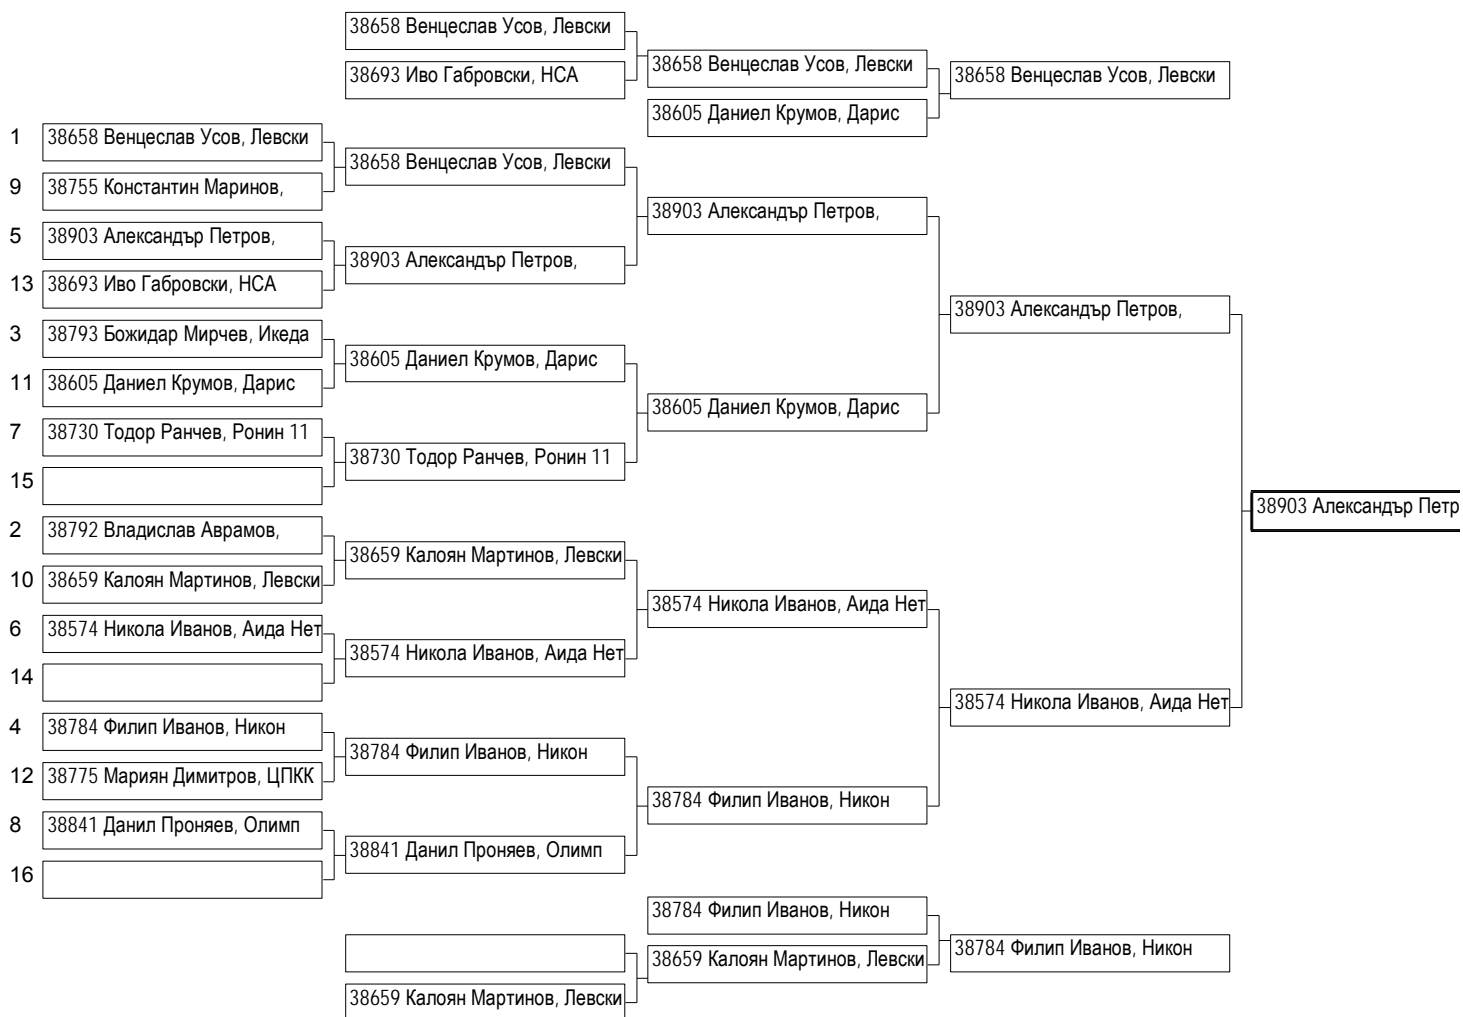 38658 Венцеслав Усов, Левски
38693 Иво Габровски, НСА
38658 Венцеслав Усов, Левски
38605 Даниел Крумов, Дарис
38658 Венцеслав Усов, Левски
1 38658 Венцеслав Усов, Левски
9 38755 Константин Маринов,
5 38903 Александър Петров,
13 38693 Иво Габровски, НСА
3 38793 Божидар Мирчев, Икеда
11 38605 Даниел Крумов, Дарис
7 38730 Тодор Ранчев, Ронин 11
15
2 38792 Владислав Аврамов,
10 38659 Калоян Мартинов, Левски
6 38574 Никола Иванов, Аида Нет
14
4 38784 Филип Иванов, Никон
12 38775 Мариян Димитров, ЦПКК
8 38841 Данил Проняев, Олимп
16
38658 Венцеслав Усов, Левски
38903 Александър Петров,
38605 Даниел Крумов, Дарис
38730 Тодор Ранчев, Ронин 11
38659 Калоян Мартинов, Левски
38574 Никола Иванов, Аида Нет
38784 Филип Иванов, Никон
38841 Данил Проняев, Олимп
38903 Александър Петров,
38605 Даниел Крумов, Дарис
38574 Никола Иванов, Аида Нет
38784 Филип Иванов, Никон
38903 Александър Петров,
38574 Никола Иванов, Аида Нет
38903 Александър Петр
38659 Калоян Мартинов, Левски
38784 Филип Иванов, Никон
38659 Калоян Мартинов, Левски
38784 Филип Иванов, Никон